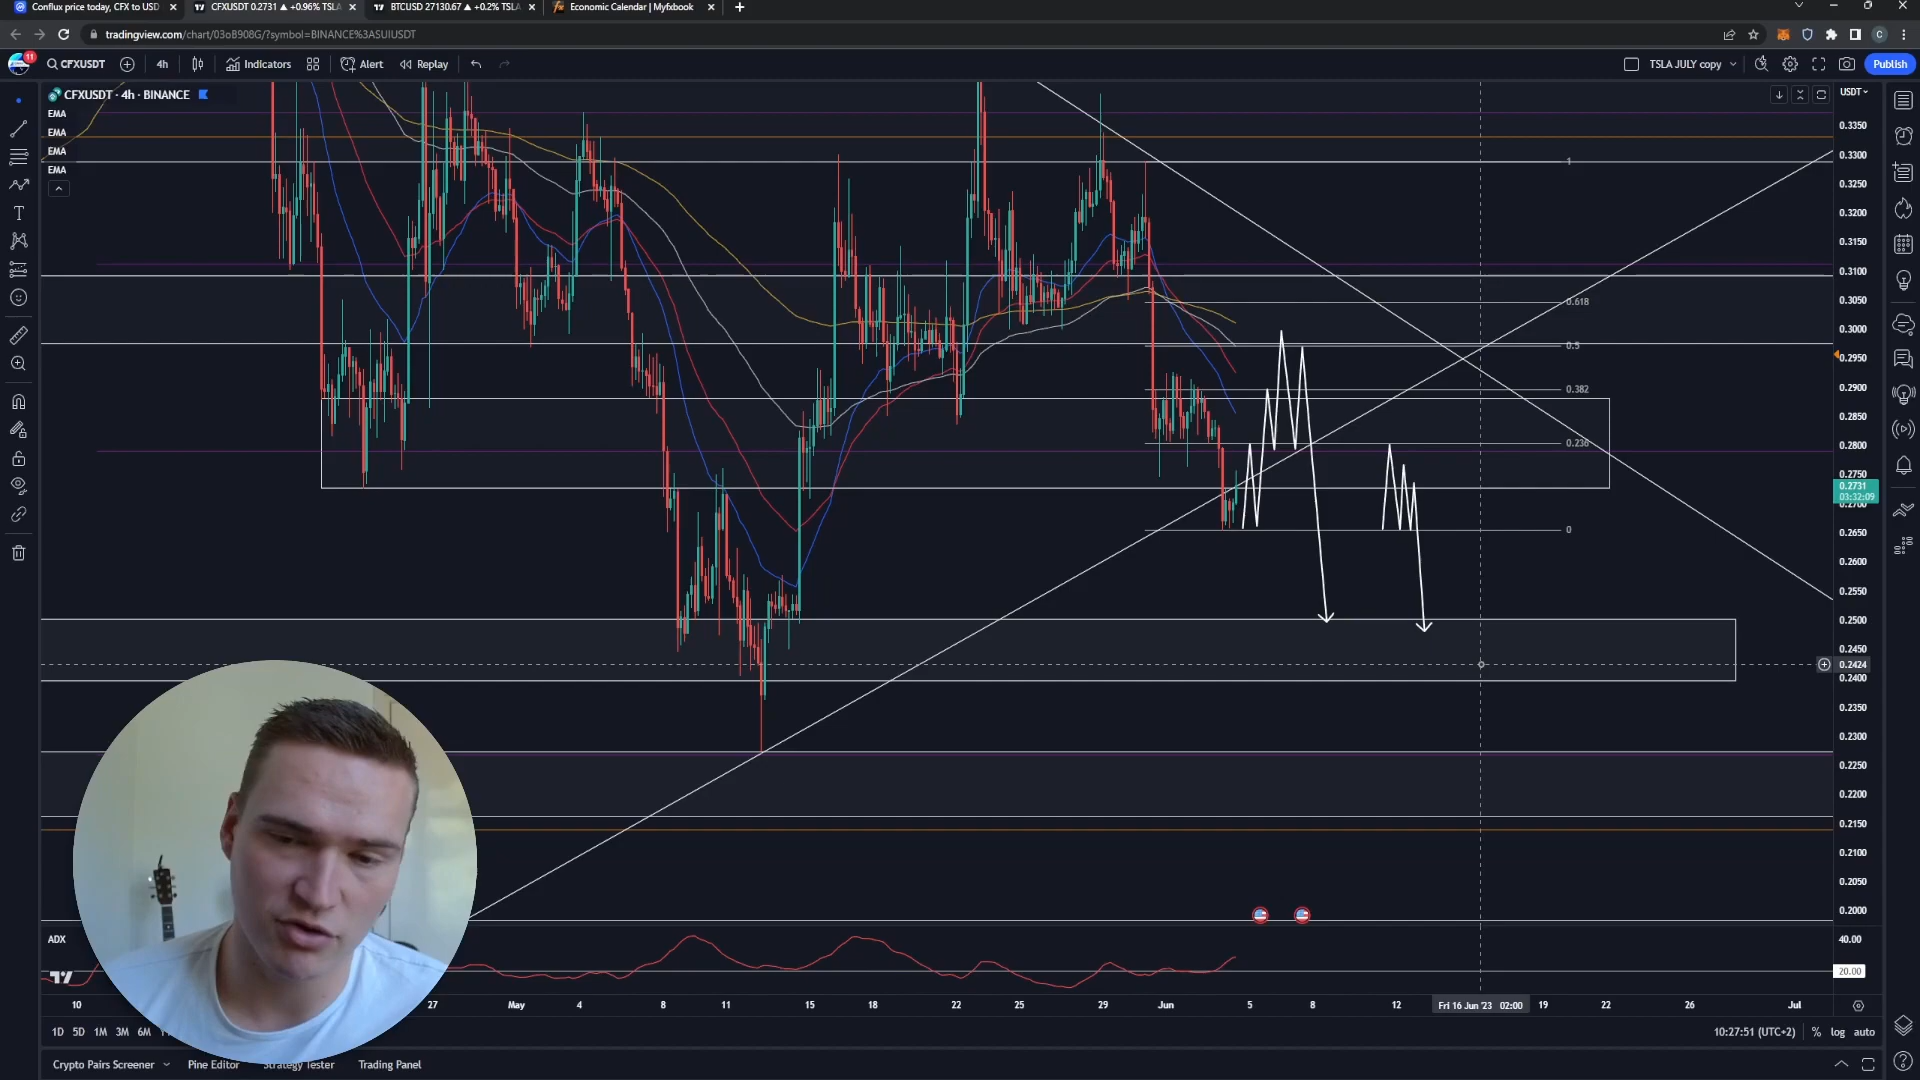 Conflux price today, CFX to USD
CFXUSDT 0.2731 ▲ +0.96% TSLA
BTCUSD 27130.67 ▲ +0.2% TSLA
Economic Calendar | Myfxbook
tradingview.com/chart/03oB908G/?symbol=BINANCE%3ASUIUSDT
11
CFXUSDT
4h
Indicators
Alert
Replay
TSLA JULY copy
Publish
CFXUSDT · 4h · BINANCE
USDT
EMA
EMA
EMA
EMA
0.3350
0.3300
0.3250
0.3200
0.3150
0.3100
0.3050
0.3000
0.2950
0.2900
0.2850
0.2800
0.2750
0.2731
03:32:09
0.2700
0.2650
0.2600
0.2550
0.2500
0.2450
0.2424
0.2400
0.2350
0.2300
0.2250
0.2200
0.2150
0.2100
0.2050
0.2000
1
0.618
0.5
0.382
0.236
0
ADX
40.00
20.00
10
27
May
4
8
11
15
18
22
25
29
Jun
5
8
12
Fri 16 Jun '23 02:00
19
22
26
Jul
1D
5D
1M
3M
6M
10:27:51 (UTC+2)
%
log
auto
Crypto Pairs Screener
Pine Editor
Strategy Tester
Trading Panel